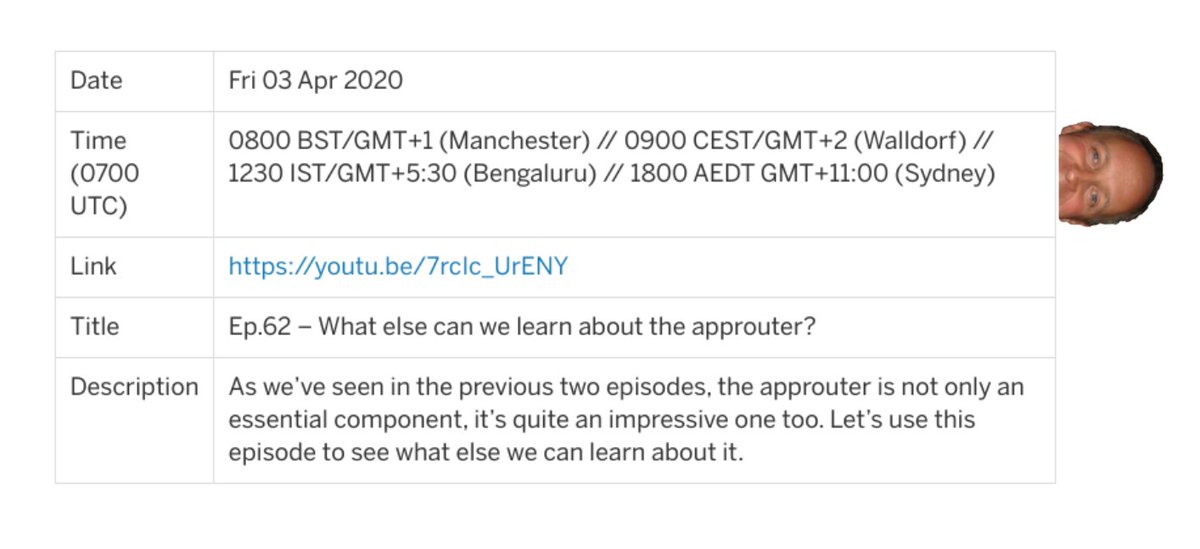 Date
Fri 03 Apr 2020
Time
(0700
UTC)
0800 BST/GMT+1 (Manchester) // 0900 CEST/GMT+2 (Walldorf) //
1230 IST/GMT+5:30 (Bengaluru) // 1800 AEDT GMT+11:00 (Sydney)
Link
https://youtu.be/7rcIc_UrENY
Title
Ep.62 – What else can we learn about the approuter?
Description
As we’ve seen in the previous two episodes, the approuter is not only an
essential component, it’s quite an impressive one too. Let’s use this
episode to see what else we can learn about it.